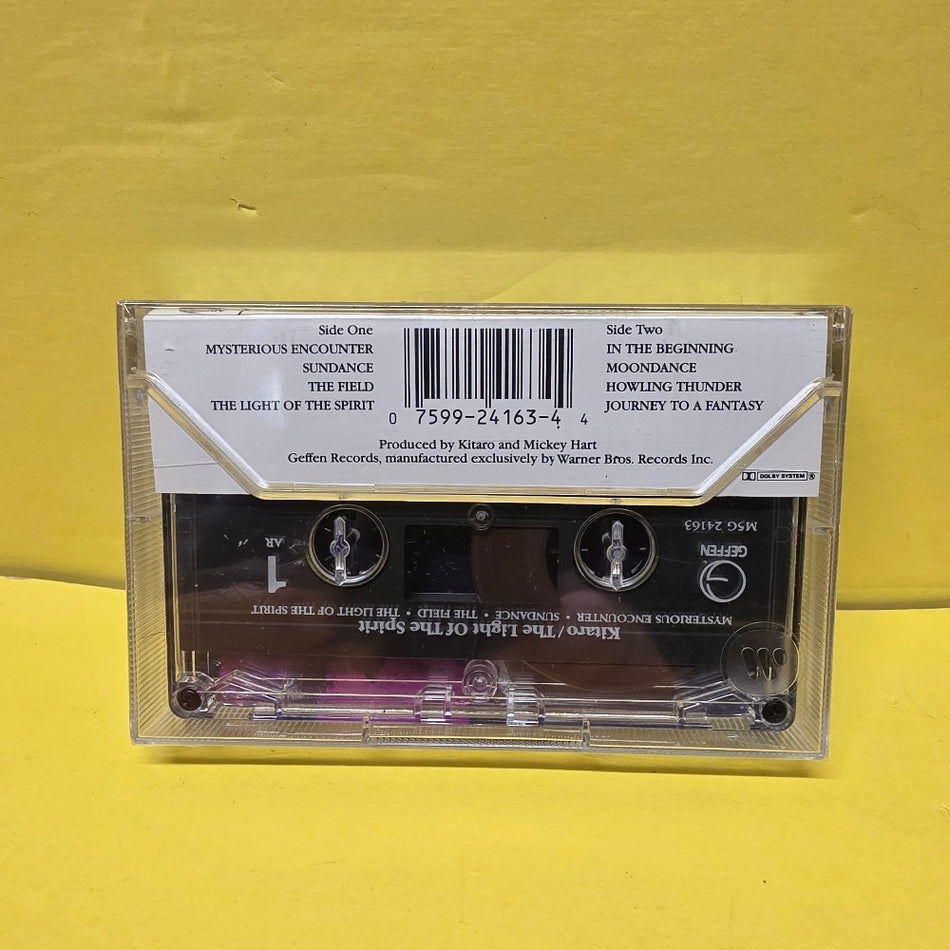 Side One
MYSTERIOUS ENCOUNTER
SUNDANCE
THE FIELD
THE LIGHT OF THE SPIRIT
0 7599-24163-4 4
Side Two
IN THE BEGINNING
MOONDANCE
HOWLING THUNDER
JOURNEY TO A FANTASY
Produced by Kitaro and Mickey Hart
Geffen Records, manufactured exclusively by Warner Bros. Records Inc.
DOLBY SYSTEM ®
M5G 24163
GEFFEN
AR
1
MYSTERIOUS ENCOUNTER • SUNDANCE • THE FIELD • THE LIGHT OF THE SPIRIT
Kitaro/The Light Of The Spirit